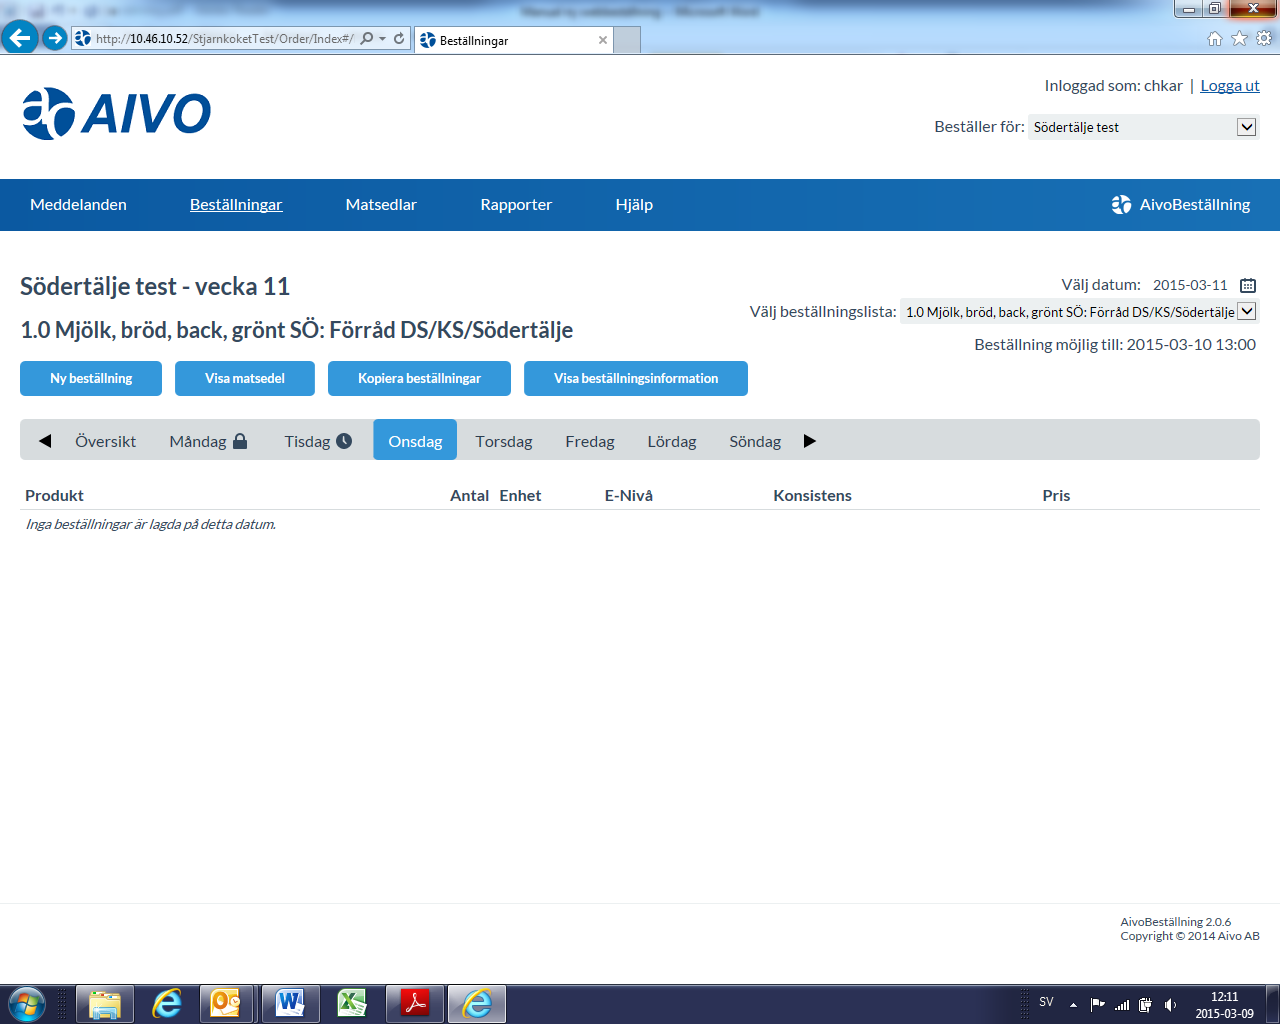 Manual ny webbeställning - Microsoft Word
http://10.46.10.52/StjarnkoketTest/Order/Index#/
Beställningar
AIVO
Inloggad som: chkar | Logga ut
Beställer för: Södertälje test
Meddelanden Beställningar Matsedlar Rapporter Hjälp AivoBeställning
Södertälje test - vecka 11
Välj datum: 2015-03-11
Välj beställningslista: 1.0 Mjölk, bröd, back, grönt SÖ: Förråd DS/KS/Södertälje
1.0 Mjölk, bröd, back, grönt SÖ: Förråd DS/KS/Södertälje
Beställning möjlig till: 2015-03-10 13:00
Ny beställning Visa matsedel Kopiera beställningar Visa beställningsinformation
Översikt Måndag Tisdag Onsdag Torsdag Fredag Lördag Söndag
Produkt Antal Enhet E-Nivå Konsistens Pris
Inga beställningar är lagda på detta datum.
AivoBeställning 2.0.6
Copyright © 2014 Aivo AB
SV
12:11
2015-03-09